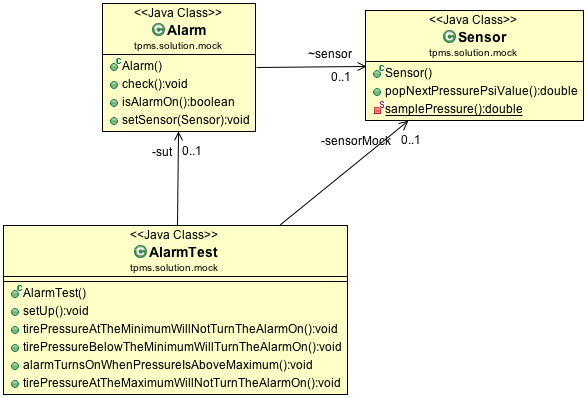 <<Java Class>>
Alarm
tpms.solution.mock
Alarm()
check():void
isAlarmOn():boolean
setSensor(Sensor):void
<<Java Class>>
Sensor
tpms.solution.mock
Sensor()
popNextPressurePsiValue():double
samplePressure():double
~sensor
0..1
-sut
0..1
-sensorMock
0..1
<<Java Class>>
AlarmTest
tpms.solution.mock
AlarmTest()
setUp():void
tirePressureAtTheMinimumWillNotTurnTheAlarmOn():void
tirePressureBelowTheMinimumWillTurnTheAlarmOn():void
alarmTurnsOnWhenPressureIsAboveMaximum():void
tirePressureAtTheMaximumWillNotTurnTheAlarmOn():void